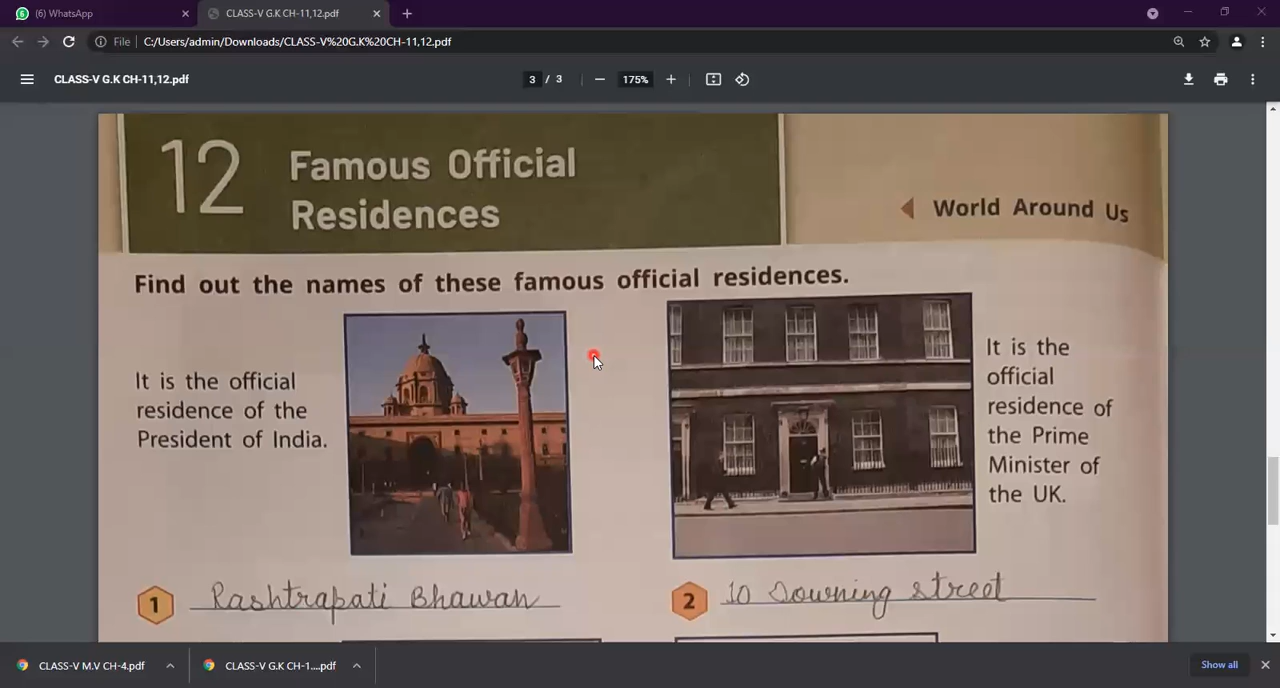 (6) WhatsApp
CLASS-V G.K CH-11,12.pdf
File
C:/Users/admin/Downloads/CLASS-V%20G.K%20CH-11,12.pdf
CLASS-V G.K CH-11,12.pdf
3 / 3
175%
12
Famous Official
Residences
World Around Us
Find out the names of these famous official residences.
It is the official
residence of the
President of India.
It is the
official
residence of
the Prime
Minister of
the UK.
1 Rashtrapati Bhawan
2 10 Downing street
CLASS-V M.V CH-4.pdf
CLASS-V G.K CH-1....pdf
Show all